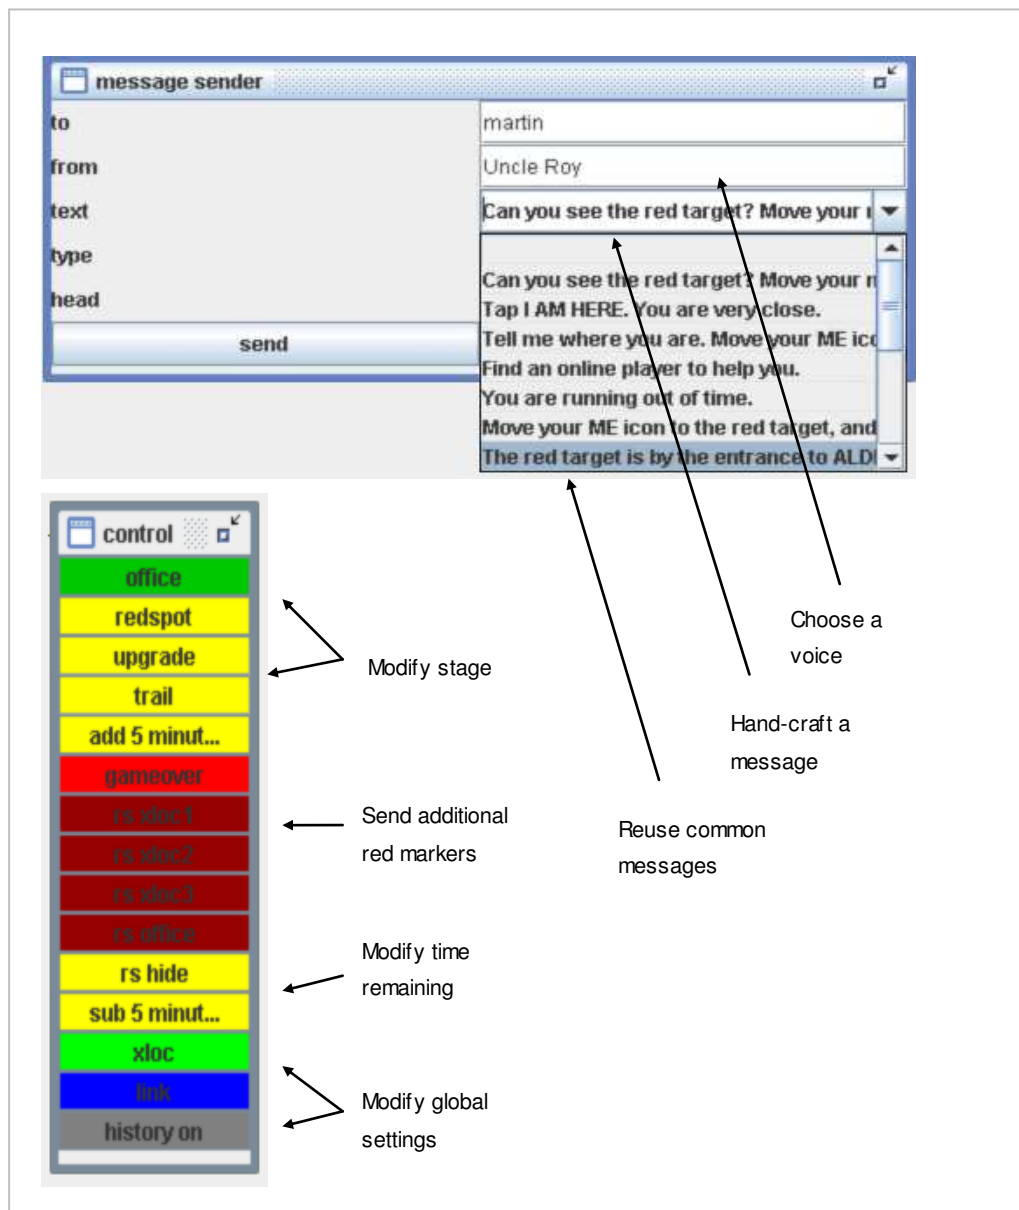 message sender
to
martin
from
Uncle Roy
text
Can you see the red target? Move your
type
Can you see the red target? Move your
head
Tap I AM HERE. You are very close.
send
Tell me where you are. Move your ME
Find an online player to help you.
You are running out of time.
Move your ME icon to the red target, and
The red target is by the entrance to
control
office
redspot
upgrade
trail
add 5 minut...
gameover
rs xloc1
rs xloc2
rs xloc3
rs office
rs hide
sub 5 minut...
xloc
link
history on
Modify stage
Send additional
red markers
Modify time
remaining
Modify global
settings
Choose a
voice
Hand-craft a
message
Reuse common
messages